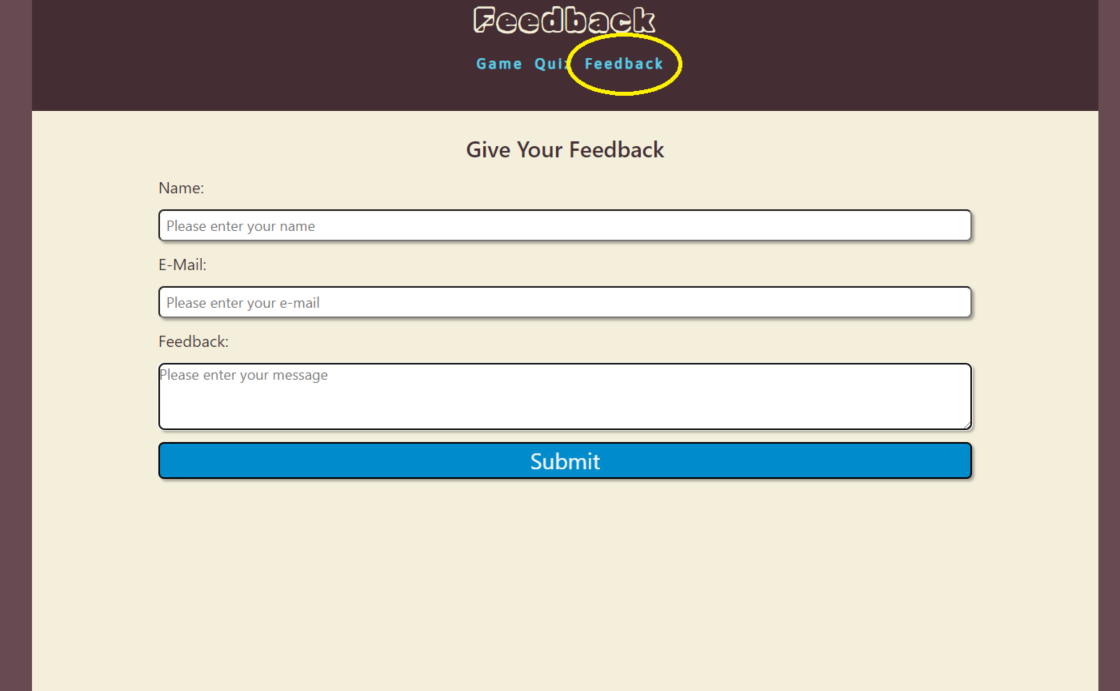 Feedback
Game Quiz Feedback
Give Your Feedback
Name:
Please enter your name
E-Mail:
Please enter your e-mail
Feedback:
Please enter your message
Submit